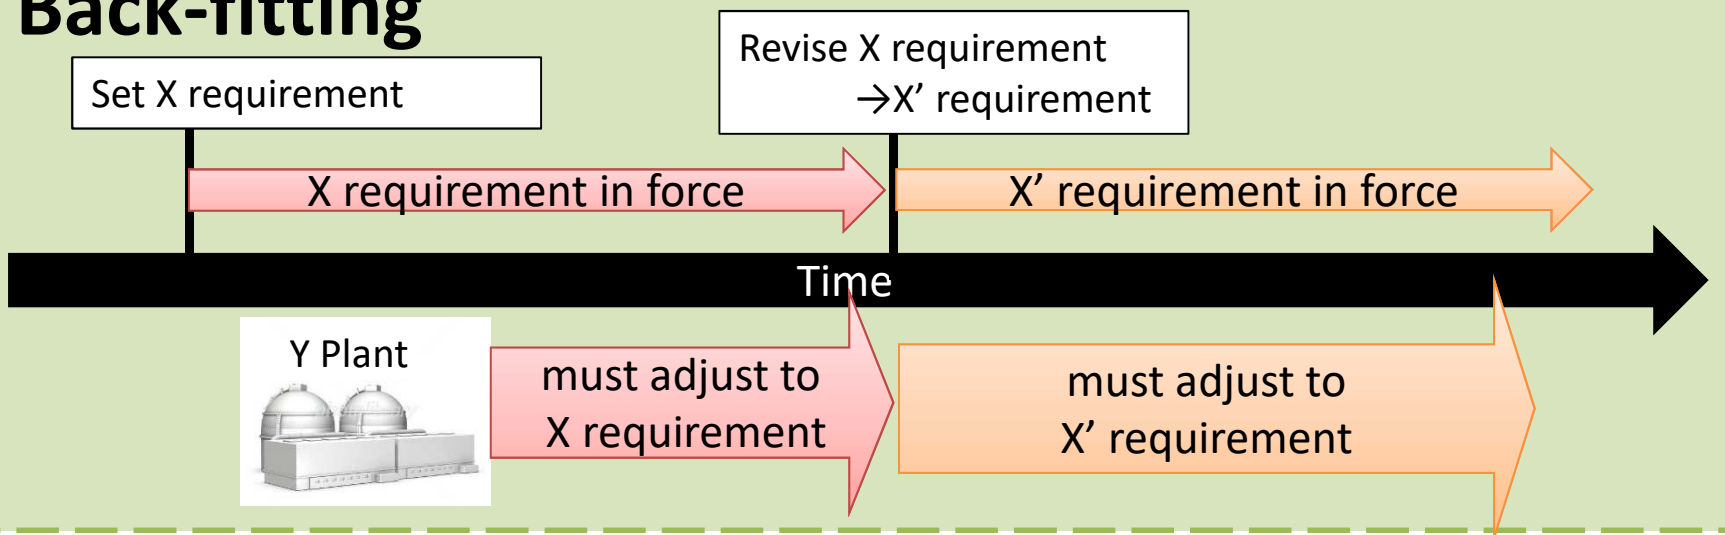 Back-fitting
Set X requirement
Revise X requirement
→X’ requirement
X requirement in force
X’ requirement in force
Time
Y Plant
must adjust to
X requirement
must adjust to
X’ requirement